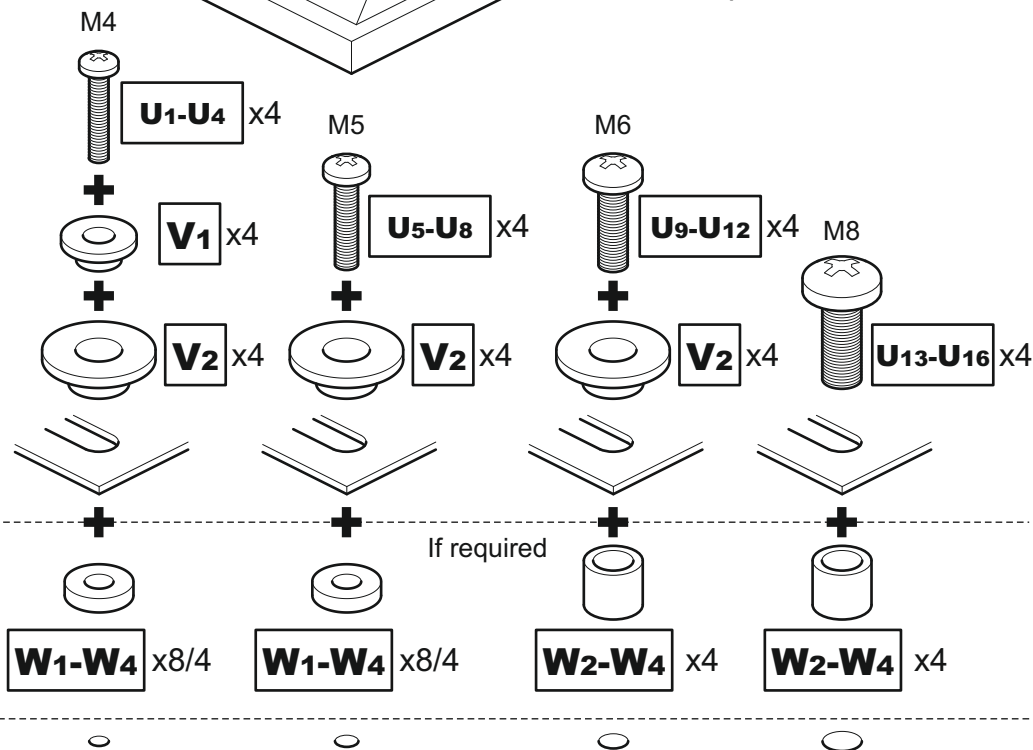 M4
U1-U4 x4
M5
M6
V1 x4
U5-U8 x4
U9-U12 x4
M8
V2 x4
V2 x4
V2 x4
U13-U16 x4
If required
W1-W4 x8/4
W1-W4 x8/4
W2-W4 x4
W2-W4 x4